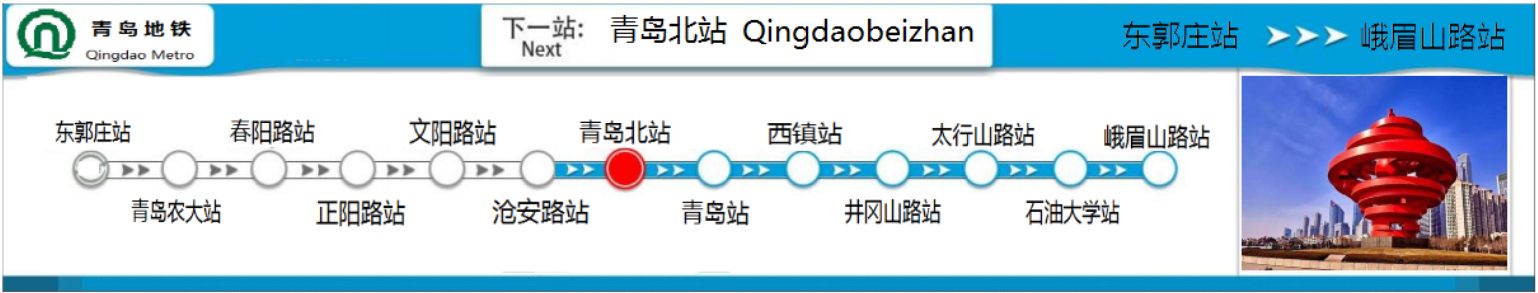 青岛地铁
Qingdao Metro
下一站:
Next
青岛北站 Qingdaobeizhan
东郭庄站
峨眉山路站
东郭庄站
青岛农大站
春阳路站
正阳路站
文阳路站
沧安路站
青岛北站
青岛站
西镇站
井冈山路站
太行山路站
石油大学站
峨眉山路站